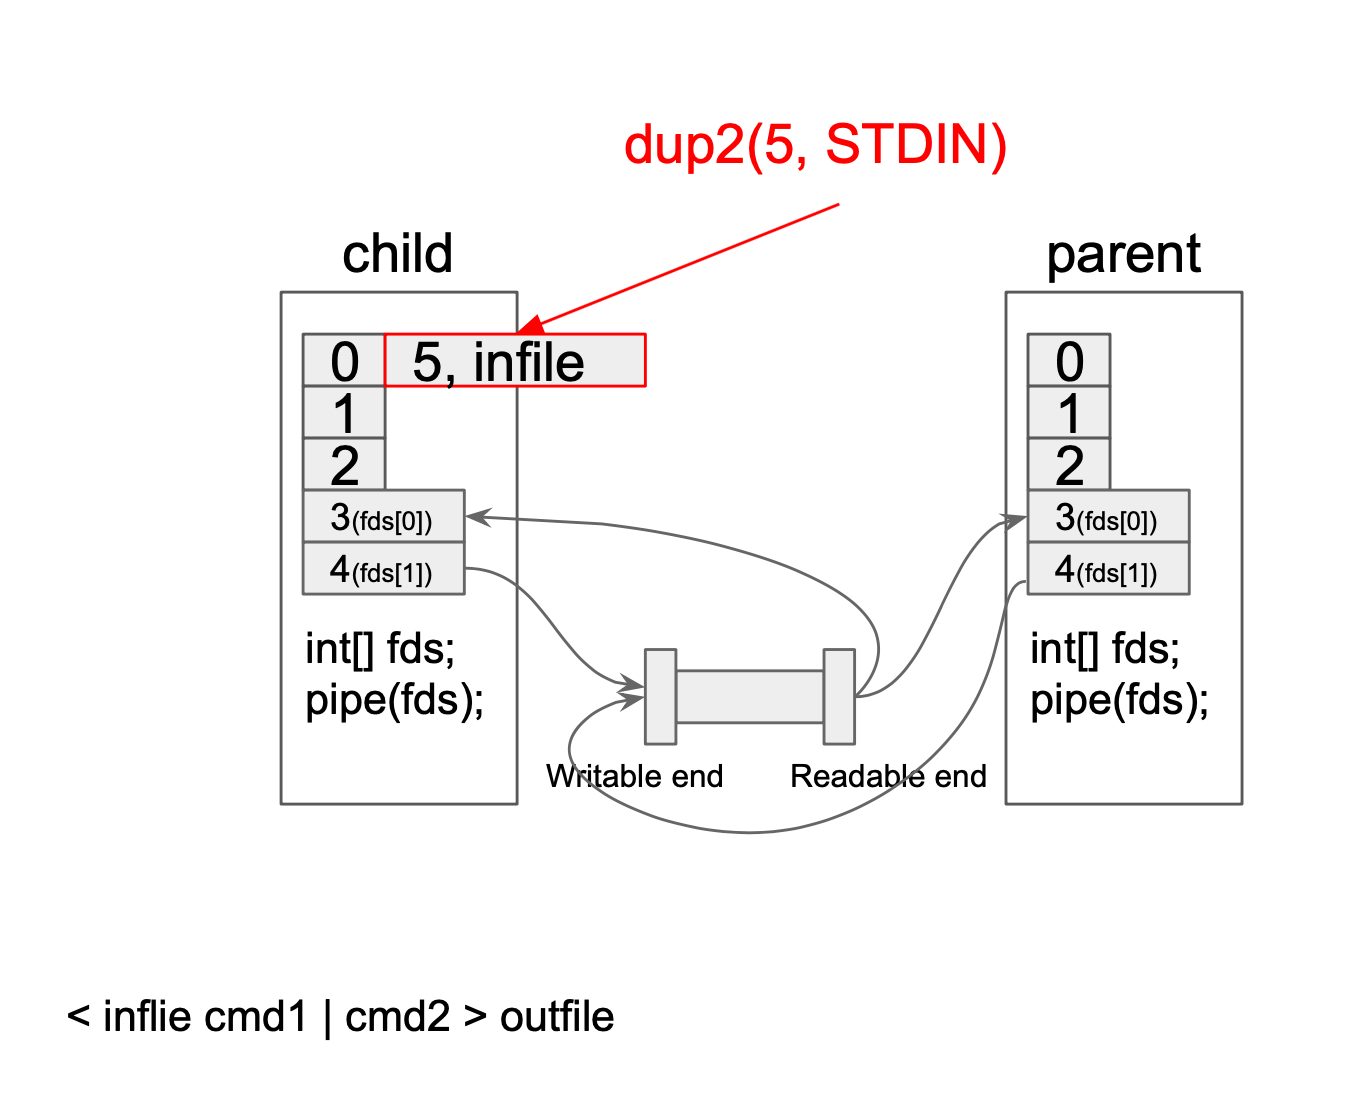 dup2(5, STDIN)
child
0 5, infile
1
2
3(fds[0])
4(fds[1])
int[] fds;
pipe(fds);
parent
0
1
2
3(fds[0])
4(fds[1])
int[] fds;
pipe(fds);
Writable end
Readable end
< inflie cmd1 | cmd2 > outfile